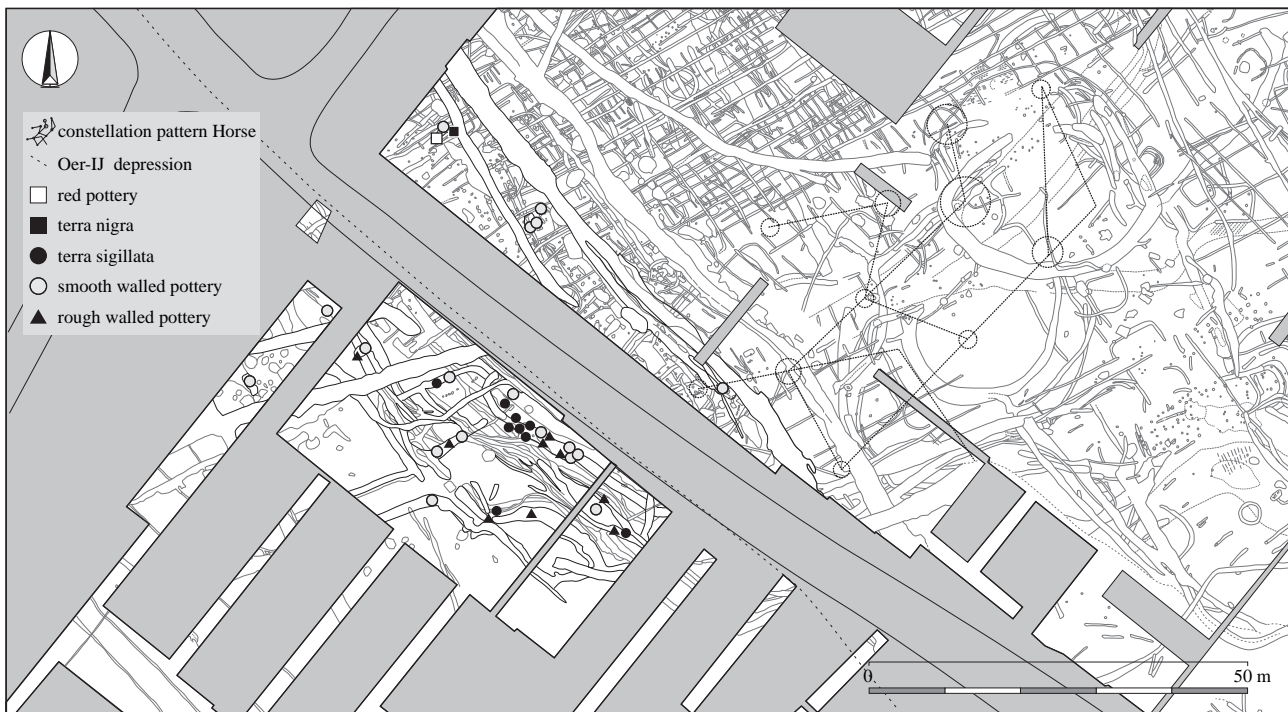 constellation pattern Horse
Oer-IJ depression
red pottery
terra nigra
terra sigillata
smooth walled pottery
rough walled pottery
0 50 m